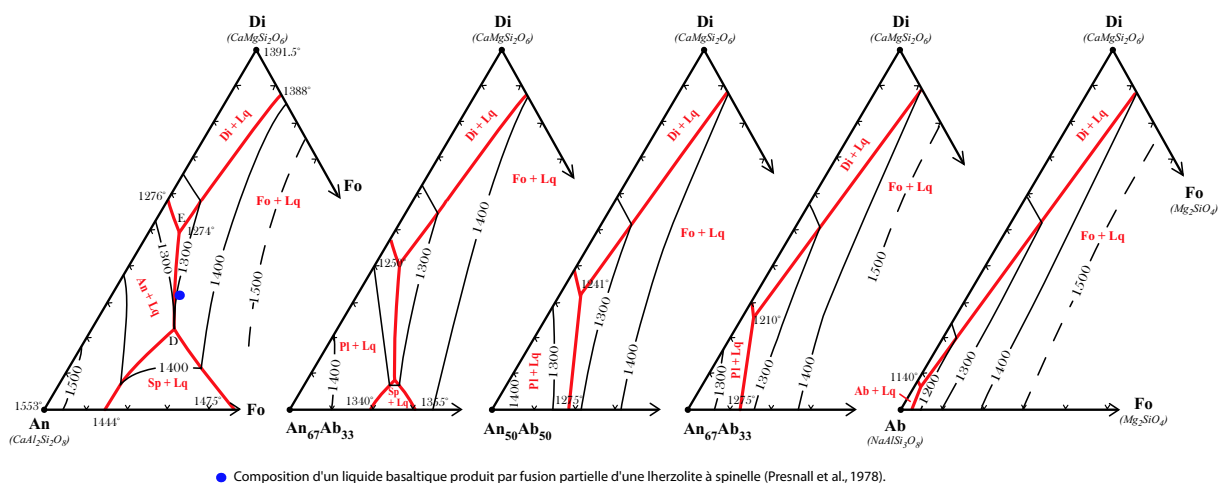 Di
(CaMgSi₂O₆)
1391.5°
1388°
Di + Lq
Fo
1276°
Fo + Lq
E
1274°
1300
1300
1400
1500
An + Lq
D
1400
Sp + Lq
1500
1553°
1444°
1475°
Fo
An
(CaAl₂Si₂O₈)
Di
(CaMgSi₂O₆)
Di + Lq
Fo + Lq
1400
1300
Pl + Lq
1400
Sp
+ Lq
1340°
1355°
An₆₇Ab₃₃
Di
(CaMgSi₂O₆)
Di + Lq
Fo + Lq
1241°
1300
1400
Pl + Lq
1300
1400
1275°
An₅₀Ab₅₀
Di
(CaMgSi₂O₆)
Di + Lq
Fo + Lq
1500
1210°
1400
1300
Pl + Lq
1300
1275°
An₆₇Ab₃₃
Di
(CaMgSi₂O₆)
Di + Lq
Fo
(Mg₂SiO₄)
Fo + Lq
1500
1400
1300
1140°
1200
Ab + Lq
Fo
(Mg₂SiO₄)
Ab
(NaAlSi₃O₈)
Composition d'un liquide basaltique produit par fusion partielle d'une lherzolite à spinelle (Presnall et al., 1978).